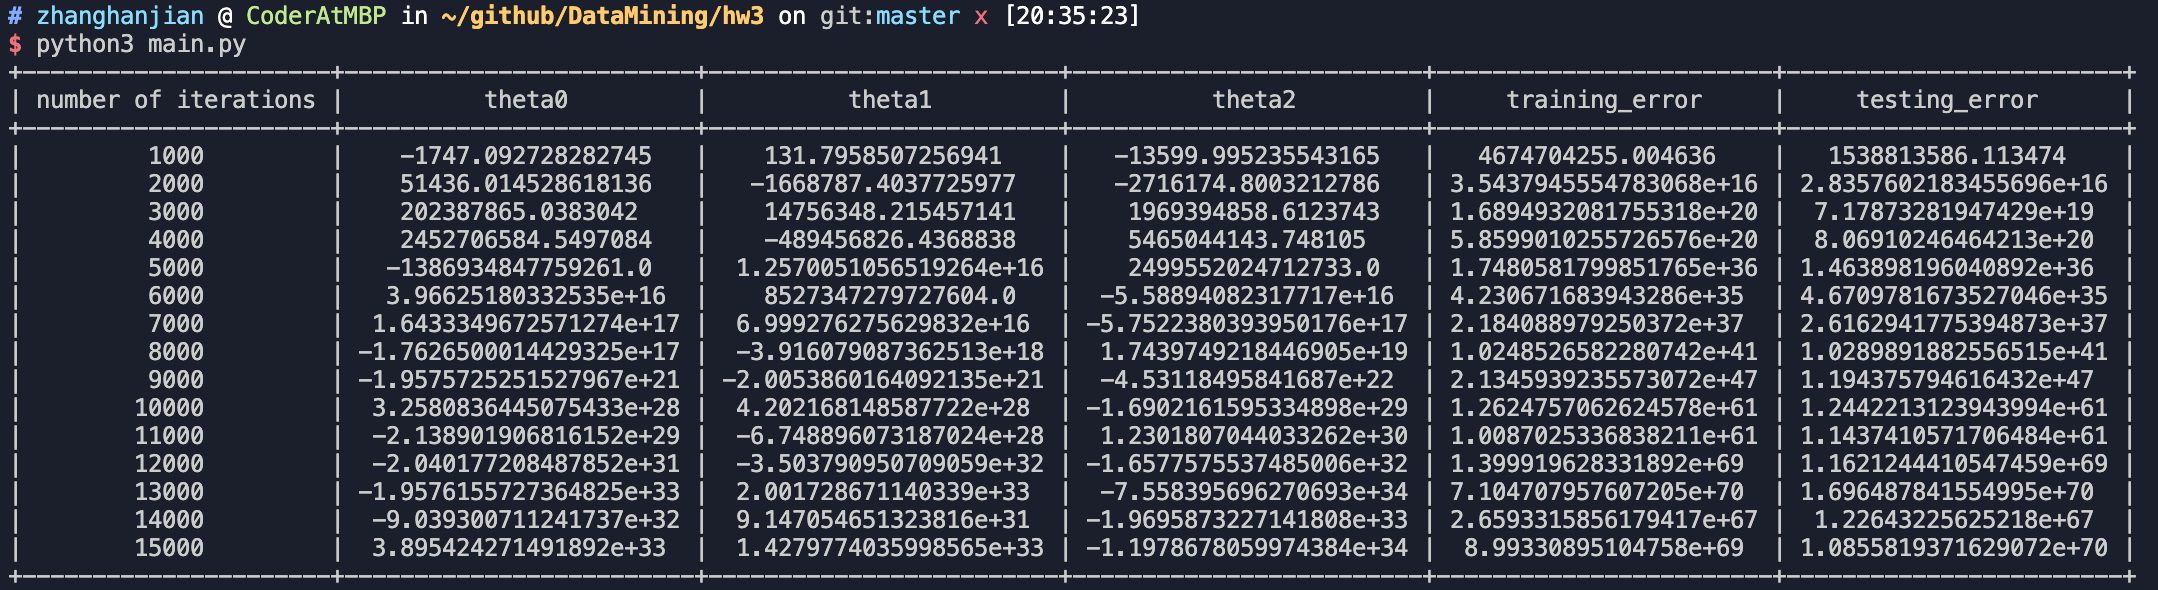 # zhanghanjian @ CoderAtMBP in ~/github/DataMining/hw3 on git:master x [20:35:23]
$ python3 main.py
| number of iterations | theta0 | theta1 | theta2 | training_error | testing_error |
| 1000 | -1747.092728282745 | 131.7958507256941 | -13599.995235543165 | 4674704255.004636 | 1538813586.113474 |
| 2000 | 51436.014528618136 | -1668787.4037725977 | -2716174.8003212786 | 3.5437945554783068e+16 | 2.8357602183455696e+16 |
| 3000 | 202387865.0383042 | 14756348.215457141 | 1969394858.6123743 | 1.6894932081755318e+20 | 7.17873281947429e+19 |
| 4000 | 2452706584.5497084 | -489456826.4368838 | 5465044143.748105 | 5.8599010255726576e+20 | 8.06910246464213e+20 |
| 5000 | -1386934847759261.0 | 1.2570051056519264e+16 | 2499552024712733.0 | 1.7480581799851765e+36 | 1.463898196040892e+36 |
| 6000 | 3.96625180332535e+16 | 8527347279727604.0 | -5.58894082317717e+16 | 4.230671683943286e+35 | 4.6709781673527046e+35 |
| 7000 | 1.6433349672571274e+17 | 6.999276275629832e+16 | -5.7522380393950176e+17 | 2.184088979250372e+37 | 2.6162941775394873e+37 |
| 8000 | -1.7626500014429325e+17 | -3.916079087362513e+18 | 1.7439749218446905e+19 | 1.0248526582280742e+41 | 1.0289891882556515e+41 |
| 9000 | -1.9575725251527967e+21 | -2.0053860164092135e+21 | -4.53118495841687e+22 | 2.1345939235573072e+47 | 1.194375794616432e+47 |
| 10000 | 3.2580836445075433e+28 | 4.202168148587722e+28 | -1.6902161595334898e+29 | 1.2624757062624578e+61 | 1.2442213123943994e+61 |
| 11000 | -2.138901906816152e+29 | -6.748896073187024e+28 | 1.2301807044033262e+30 | 1.0087025336838211e+61 | 1.1437410571706484e+61 |
| 12000 | -2.040177208487852e+31 | -3.503790950709059e+32 | -1.6577575537485006e+32 | 1.399919628331892e+69 | 1.1621244410547459e+69 |
| 13000 | -1.9576155727364825e+33 | 2.001728671140339e+33 | -7.558395696270693e+34 | 7.104707957607205e+70 | 1.696487841554995e+70 |
| 14000 | -9.039300711241737e+32 | 9.147054651323816e+31 | -1.9695873227141808e+33 | 2.6593315856179417e+67 | 1.22643225625218e+67 |
| 15000 | 3.895424271491892e+33 | 1.4279774035998565e+33 | -1.1978678059974384e+34 | 8.99330895104758e+69 | 1.0855819371629072e+70 |